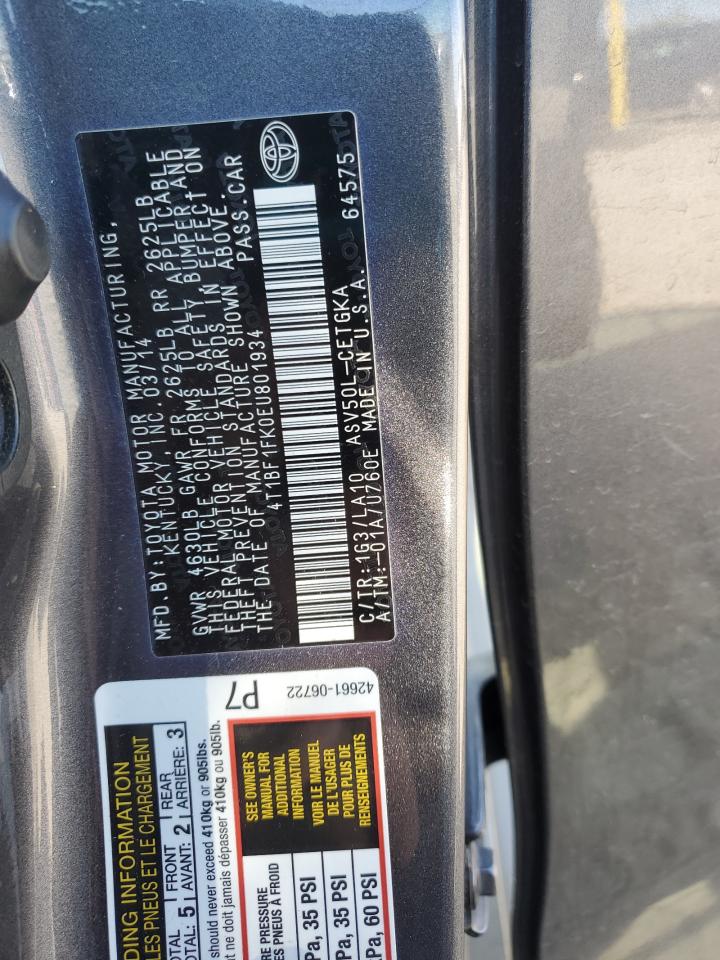 MFD. BY: TOYOTA MOTOR MANUFACTURING,
KENTUCKY, INC. 03/14
GVWR 4630LB GAWR FR 2625LB RR 2625LB
THIS VEHICLE CONFORMS TO ALL APPLICABLE
FEDERAL MOTOR VEHICLE SAFETY, BUMPER AND
THEFT PREVENTION STANDARDS IN EFFECT ON
THE DATE OF MANUFACTURE SHOWN ABOVE.
4T1BF1FK0EU801934 PASS.CAR
C/TR:1G3/LA10 ASV50L-CETGKA
A/TM:-01A/U760E MADE IN U.S.A. 64575
DING INFORMATION
LES PNEUS ET LE CHARGEMENT
OTAL 5 FRONT 2 REAR 3
OTAL: AVANT: ARRIÈRE:
should never exceed 410kg or 905lbs.
nt ne doit jamais dépasser 410kg ou 905lb.
P7
RE PRESSURE
ES PNEUS À FROID
Pa, 35 PSI
Pa, 35 PSI
Pa, 60 PSI
SEE OWNER'S
MANUAL FOR
ADDITIONAL
INFORMATION
VOIR LE MANUEL
DE L'USAGER
POUR PLUS DE
RENSEIGNEMENTS
42661-06722